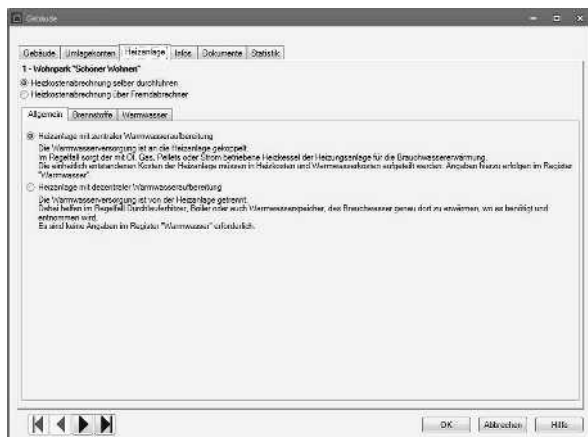 Gebäude
Gebäude Umlagekonten Heizanlage Infos Dokumente Statistik
1 - Wohnpark "Schöner Wohnen"
Heizkostenabrechnung selber durchführen
Heizkostenabrechnung über Fremdabrechner
Allgemein Brennstoffe Warmwasser
Heizanlage mit zentraler Warmwasseraufbereitung
Die Warmwasserversorgung ist an die Heizanlage gekoppelt.
Im Regelfall sorgt der mit Öl, Gas, Pellets oder Strom betriebene Heizkessel der Heizungsanlage für die Brauchwassererwärmung.
Die einheitlich entstandenen Kosten der Heizanlage müssen in Heizkosten und Warmwasserkosten aufgeteilt werden. Angaben hierzu erfolgen im Register
"Warmwasser".
Heizanlage mit dezentraler Warmwasseraufbereitung
Die Warmwasserversorgung ist von der Heizanlage getrennt.
Dabei helfen im Regelfall Durchlauferhitzer, Boiler oder auch Warmwasserspeicher, das Brauchwasser genau dort zu erwärmen, wo es benötigt und
entnommen wird.
Es sind keine Angaben im Register "Warmwasser" erforderlich.
OK Abbrechen Hilfe